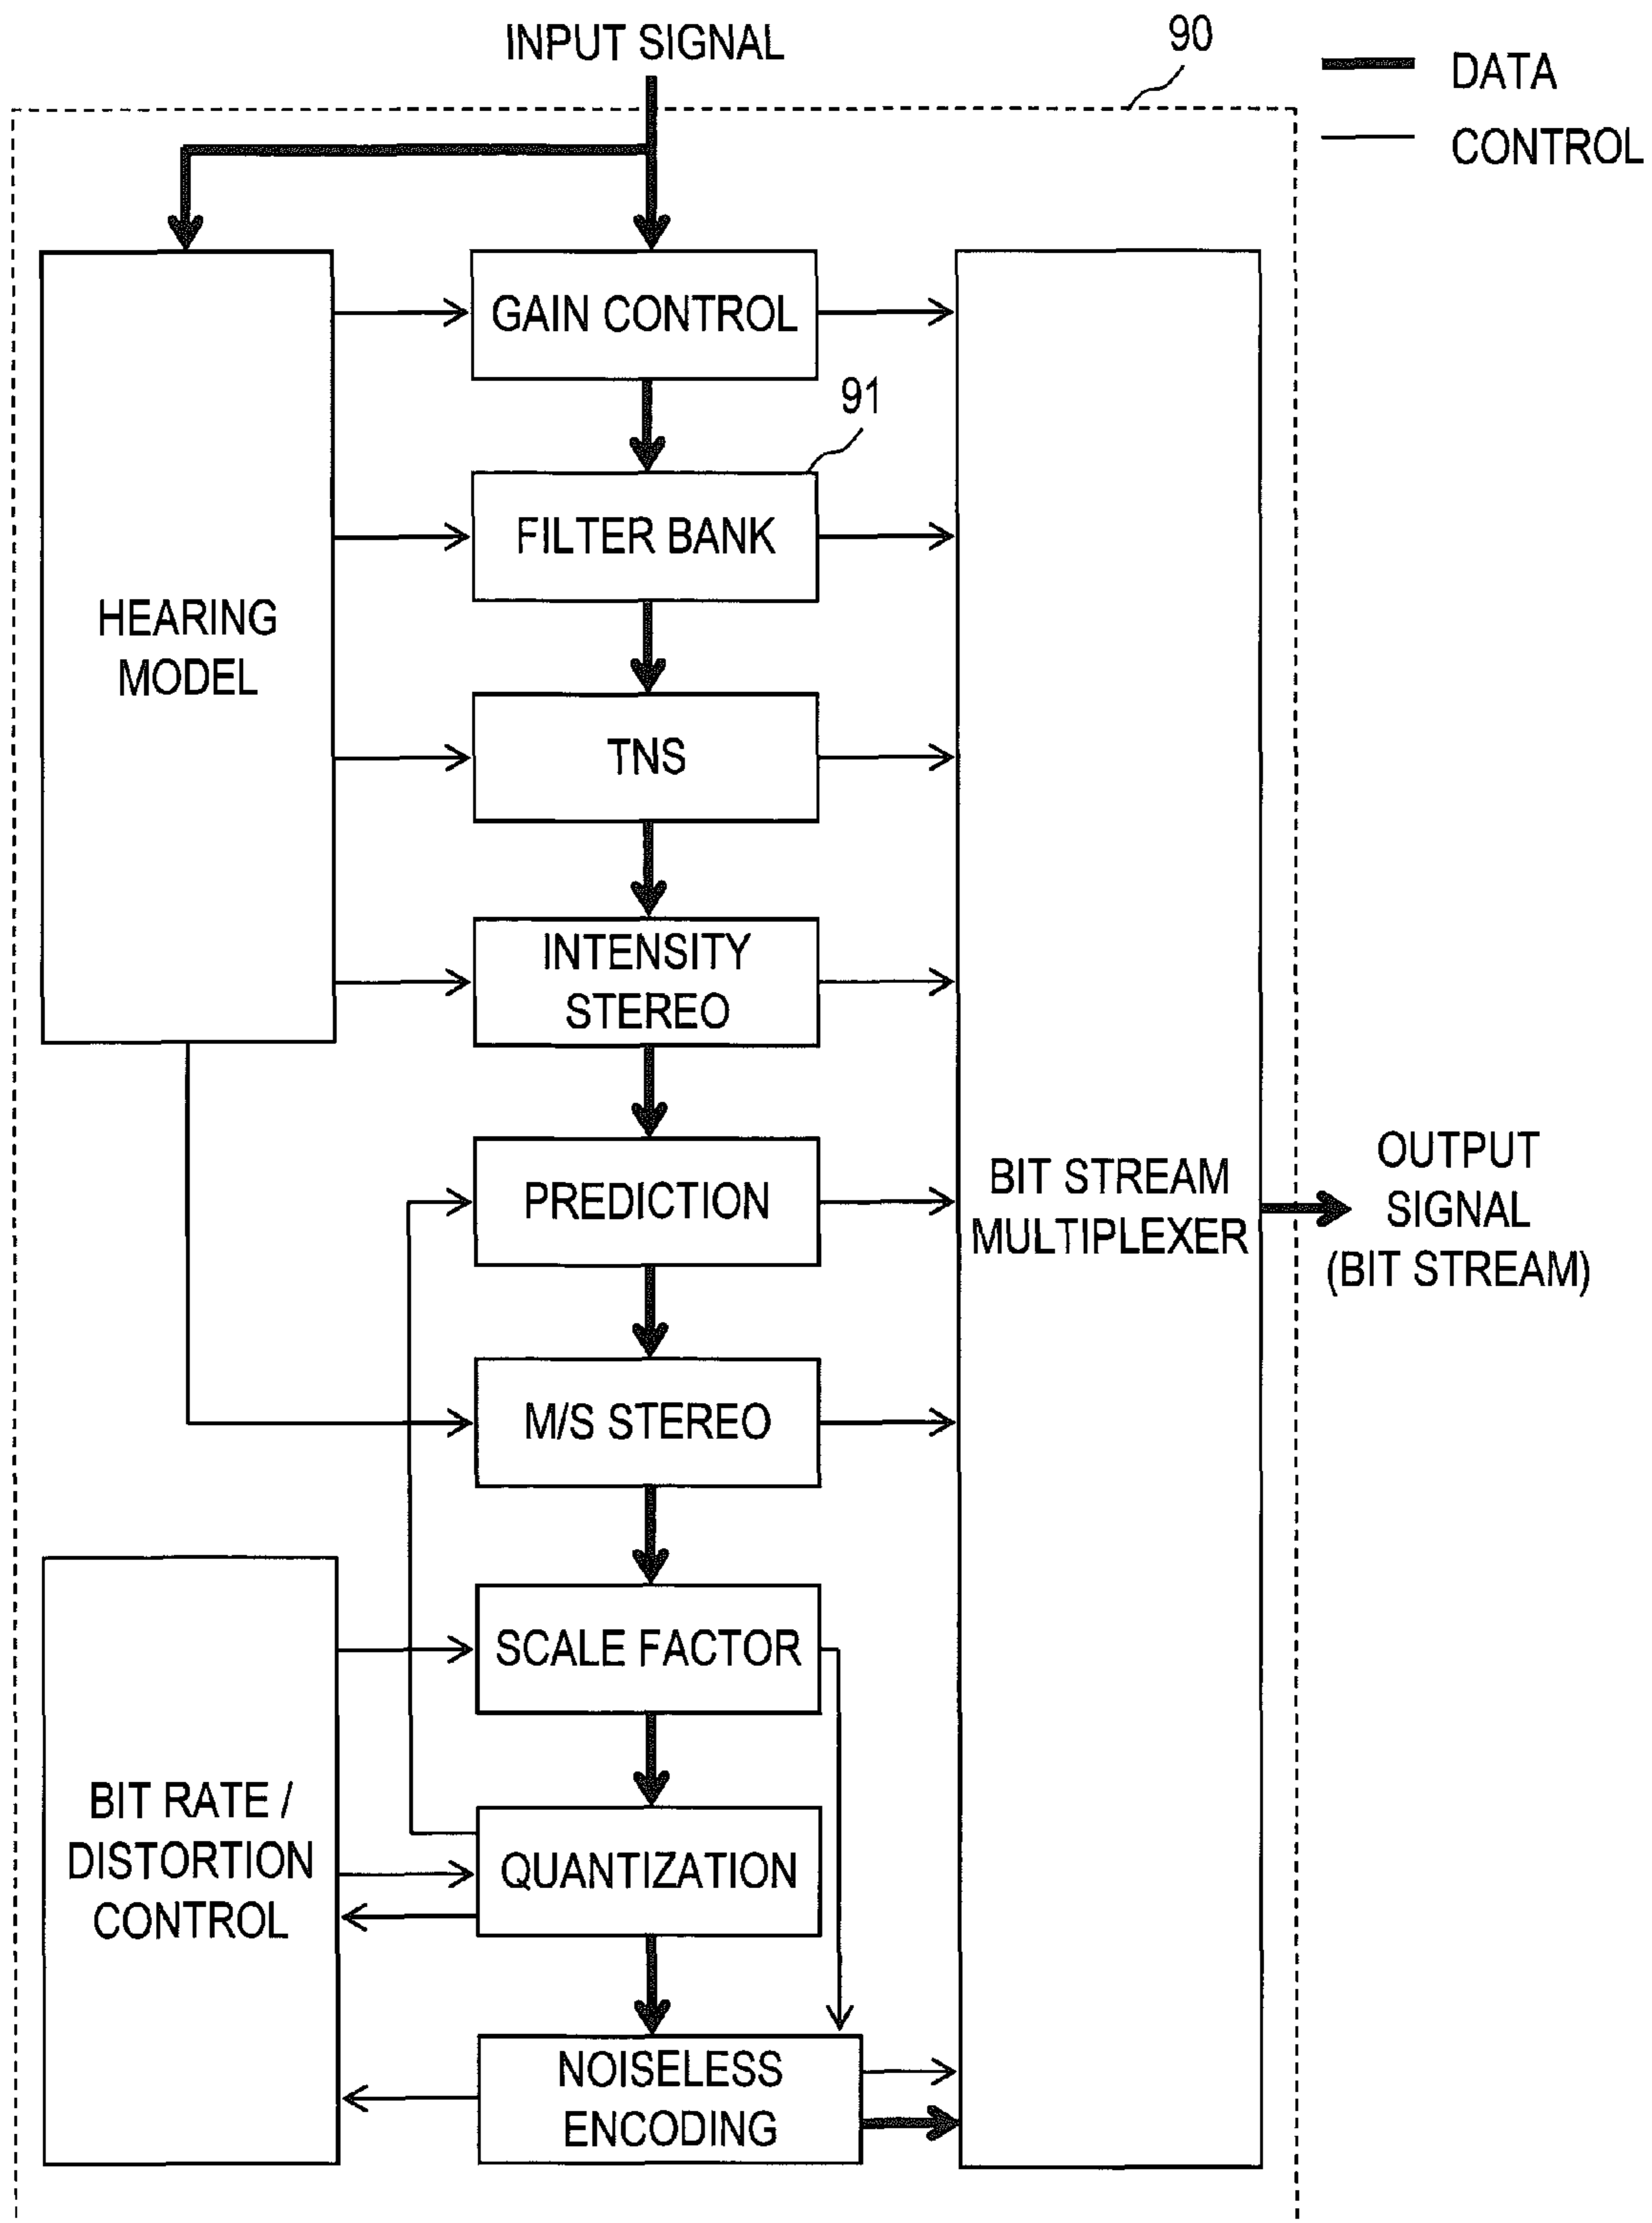 INPUT SIGNAL
90
DATA
CONTROL
GAIN CONTROL
91
FILTER BANK
HEARING
MODEL
TNS
INTENSITY
STEREO
PREDICTION
BIT STREAM
MULTIPLEXER
OUTPUT
SIGNAL
(BIT STREAM)
M/S STEREO
SCALE FACTOR
BIT RATE /
DISTORTION
CONTROL
QUANTIZATION
NOISELESS
ENCODING